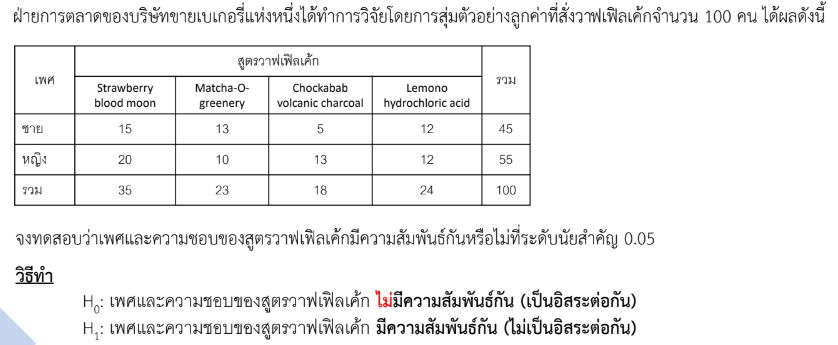 ฝ่ายการตลาดของบริษัทขายเบเกอรี่แห่งหนึ่งได้ทำการวิจัยโดยการสุ่มตัวอย่างลูกค้าที่สั่งวาฟเฟิลเค้กจำนวน 100 คน ได้ผลดังนี้
เพศ สูตรวาฟเฟิลเค้ก รวม
Strawberry blood moon Matcha-O-greenery Chockabab volcanic charcoal Lemono hydrochloric acid
ชาย 15 13 5 12 45
หญิง 20 10 13 12 55
รวม 35 23 18 24 100
จงทดสอบว่าเพศและความชอบของสูตรวาฟเฟิลเค้กมีความสัมพันธ์กันหรือไม่ที่ระดับนัยสำคัญ 0.05
วิธีทำ
H₀: เพศและความชอบของสูตรวาฟเฟิลเค้ก ไม่มีความสัมพันธ์กัน (เป็นอิสระต่อกัน)
H₁: เพศและความชอบของสูตรวาฟเฟิลเค้ก มีความสัมพันธ์กัน (ไม่เป็นอิสระต่อกัน)